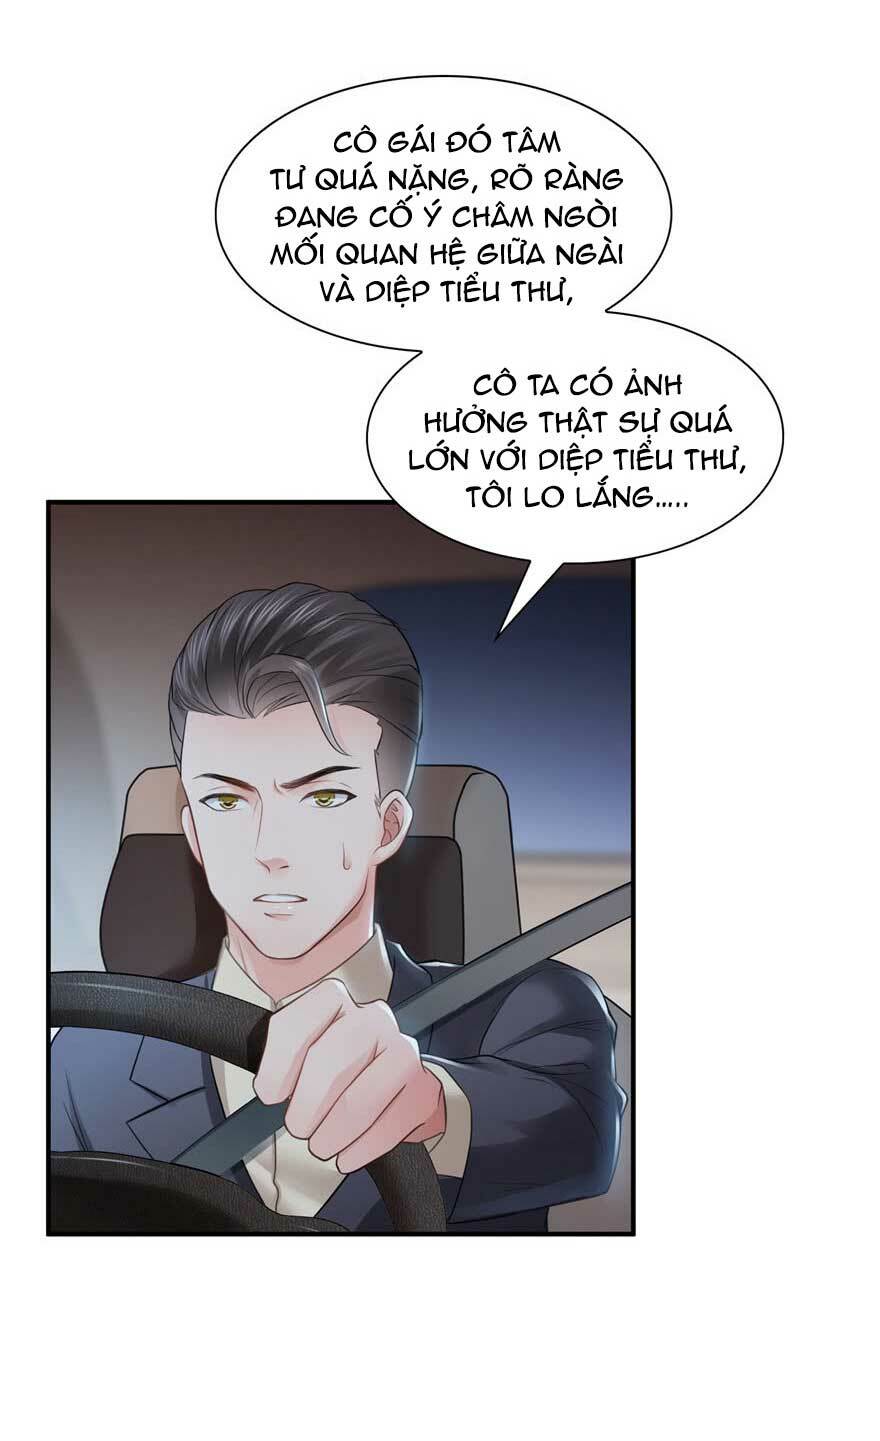 CÔ GÁI ĐÓ TÂM
TƯ QUÁ NẶNG, RÕ RÀNG
ĐANG CỐ Ý CHÂM NGÒI
MỐI QUAN HỆ GIỮA NGÀI
VÀ DIỆP TIỂU THƯ,
CÔ TA CÓ ẢNH
HƯỞNG THẬT SỰ QUÁ
LỚN VỚI DIỆP TIỂU THƯ,
TÔI LO LẮNG.....